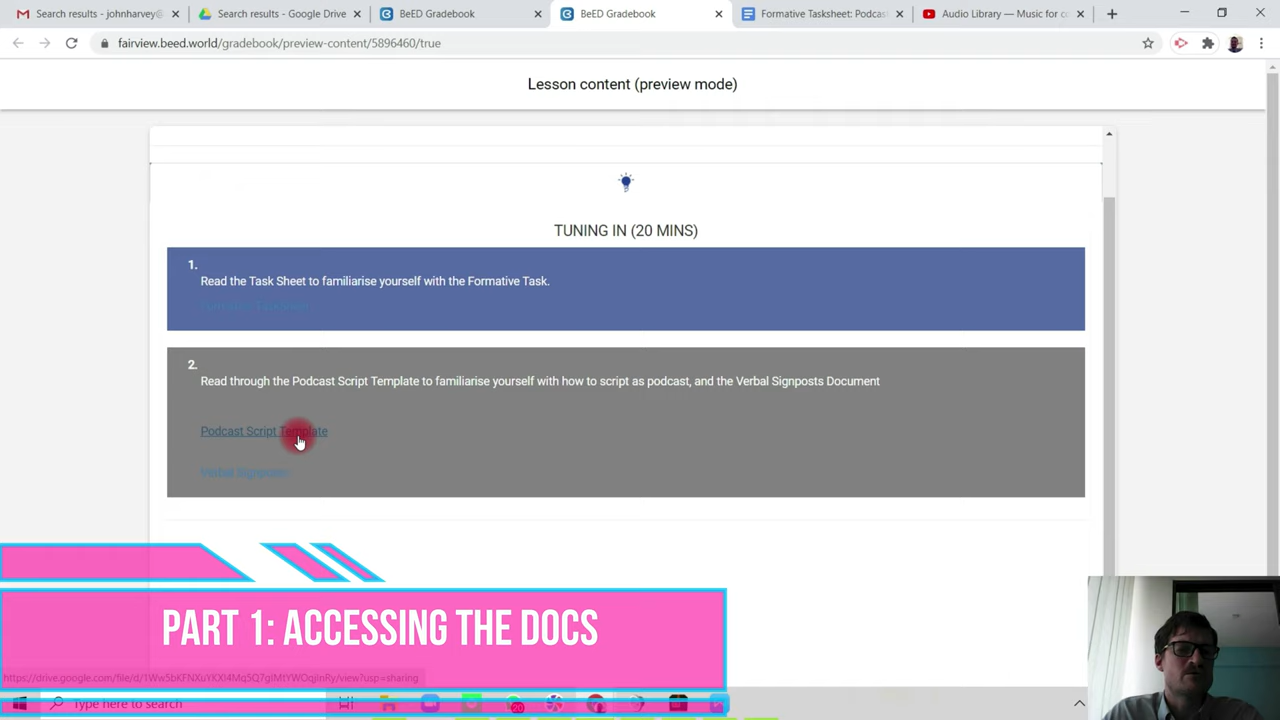 Search results - johnharvey
Search results - Google Drive
BeED Gradebook
BeED Gradebook
Formative Tasksheet: Podcas
Audio Library — Music for co
fairview.beed.world/gradebook/preview-content/5896460/true
Lesson content (preview mode)
TUNING IN (20 MINS)
1.
Read the Task Sheet to familiarise yourself with the Formative Task.
2.
Read through the Podcast Script Template to familiarise yourself with how to script as podcast, and the Verbal Signposts Document
Podcast Script Template
Verbal Signposts
PART 1: ACCESSING THE DOCS
Type here to search
20